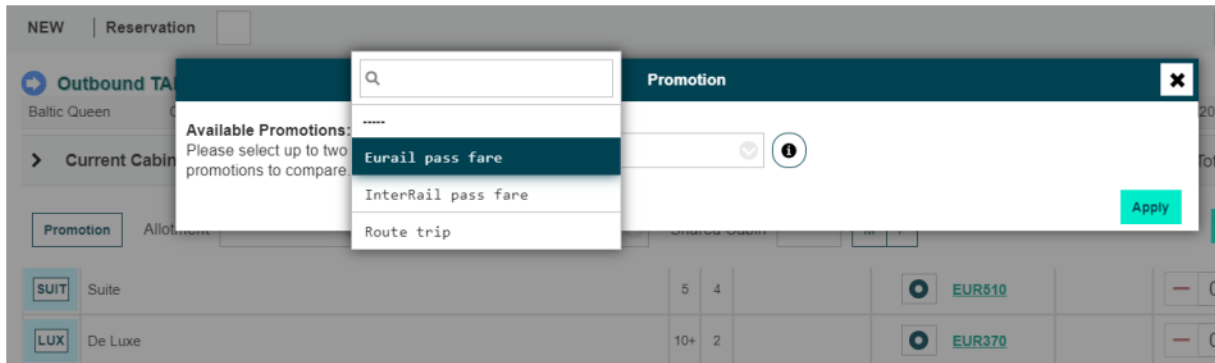 NEW | Reservation
Promotion
Outbound
Baltic Queen
Available Promotions:
Please select up to two
promotions to compare.
-----
Eurail pass fare
InterRail pass fare
Route trip
Current Cabin
Apply
Promotion
SUIT Suite 5 4 EUR510
LUX De Luxe 10+ 2 EUR370